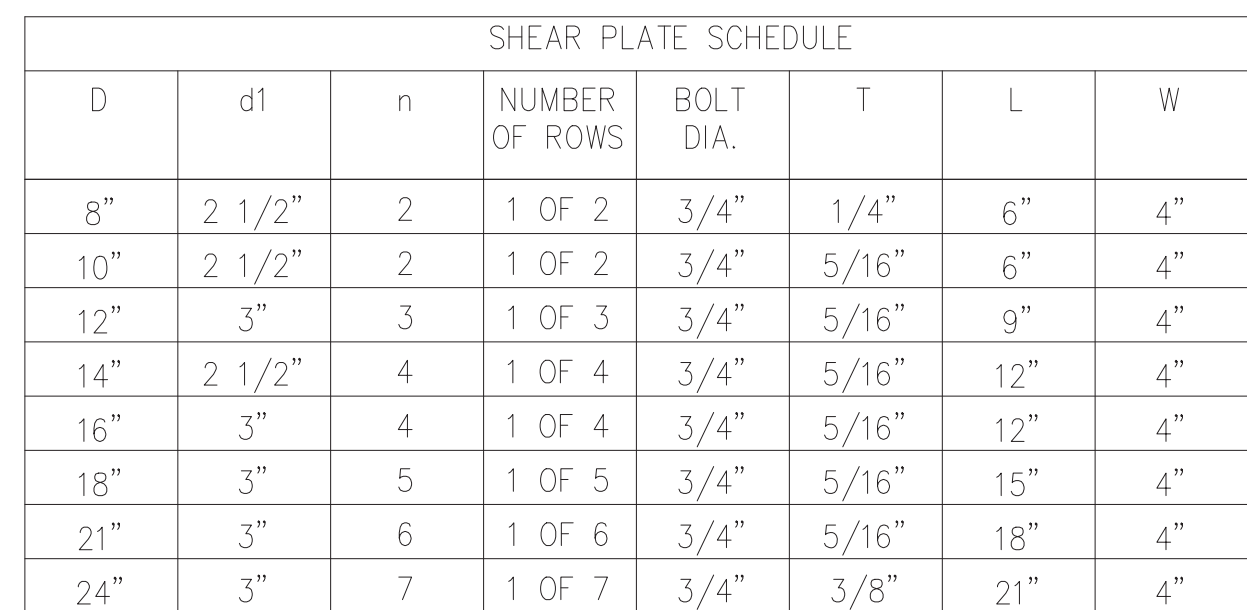 SHEAR PLATE SCHEDULE
D d1 n NUMBER OF ROWS BOLT DIA. T L W
8" 2 1/2" 2 1 OF 2 3/4" 1/4" 6" 4"
10" 2 1/2" 2 1 OF 2 3/4" 5/16" 6" 4"
12" 3" 3 1 OF 3 3/4" 5/16" 9" 4"
14" 2 1/2" 4 1 OF 4 3/4" 5/16" 12" 4"
16" 3" 4 1 OF 4 3/4" 5/16" 12" 4"
18" 3" 5 1 OF 5 3/4" 5/16" 15" 4"
21" 3" 6 1 OF 6 3/4" 5/16" 18" 4"
24" 3" 7 1 OF 7 3/4" 3/8" 21" 4"